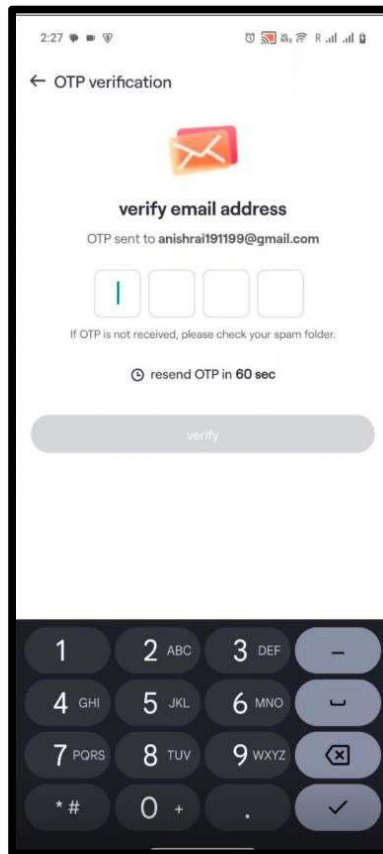 2:27 R
← OTP verification
verify email address
OTP sent to anishrai191199@gmail.com
If OTP is not received, please check your spam folder.
resend OTP in 60 sec
verify
1 2 ABC 3 DEF –
4 GHI 5 JKL 6 MNO
7 PQRS 8 TUV 9 WXYZ
* # 0 + .